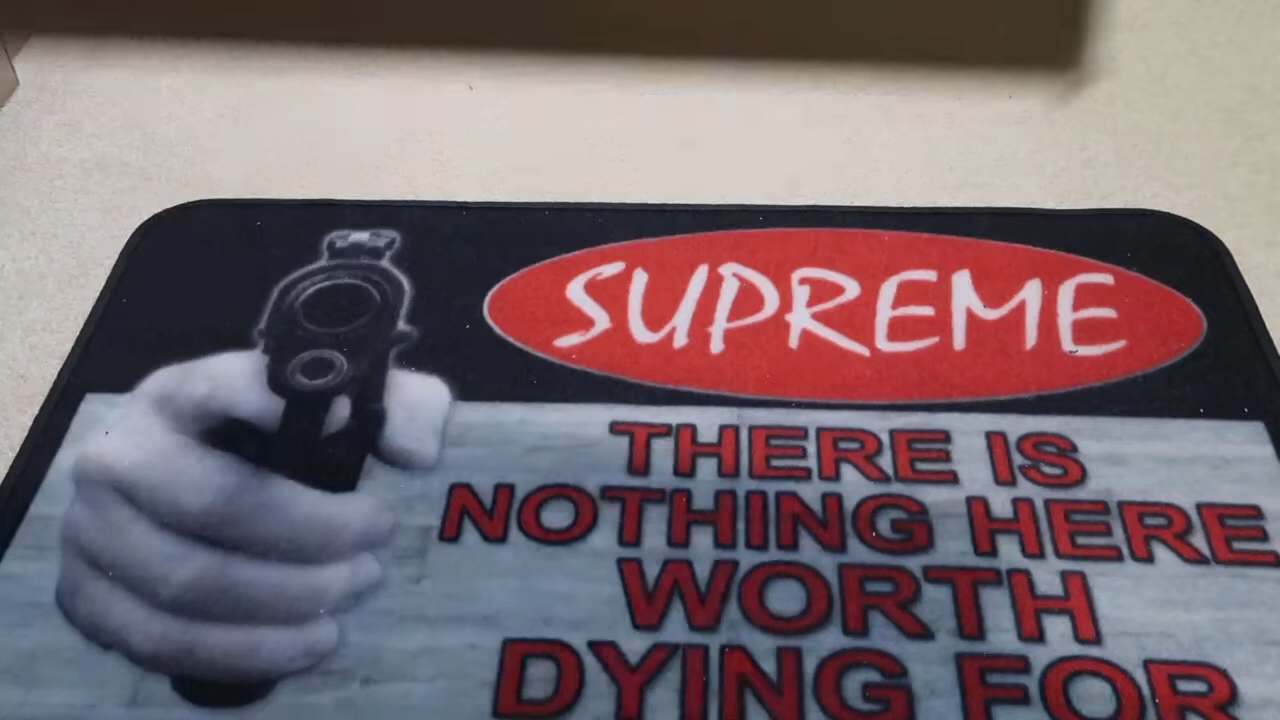 SUPREME
THERE IS
NOTHING HERE
WORTH
DYING FOR